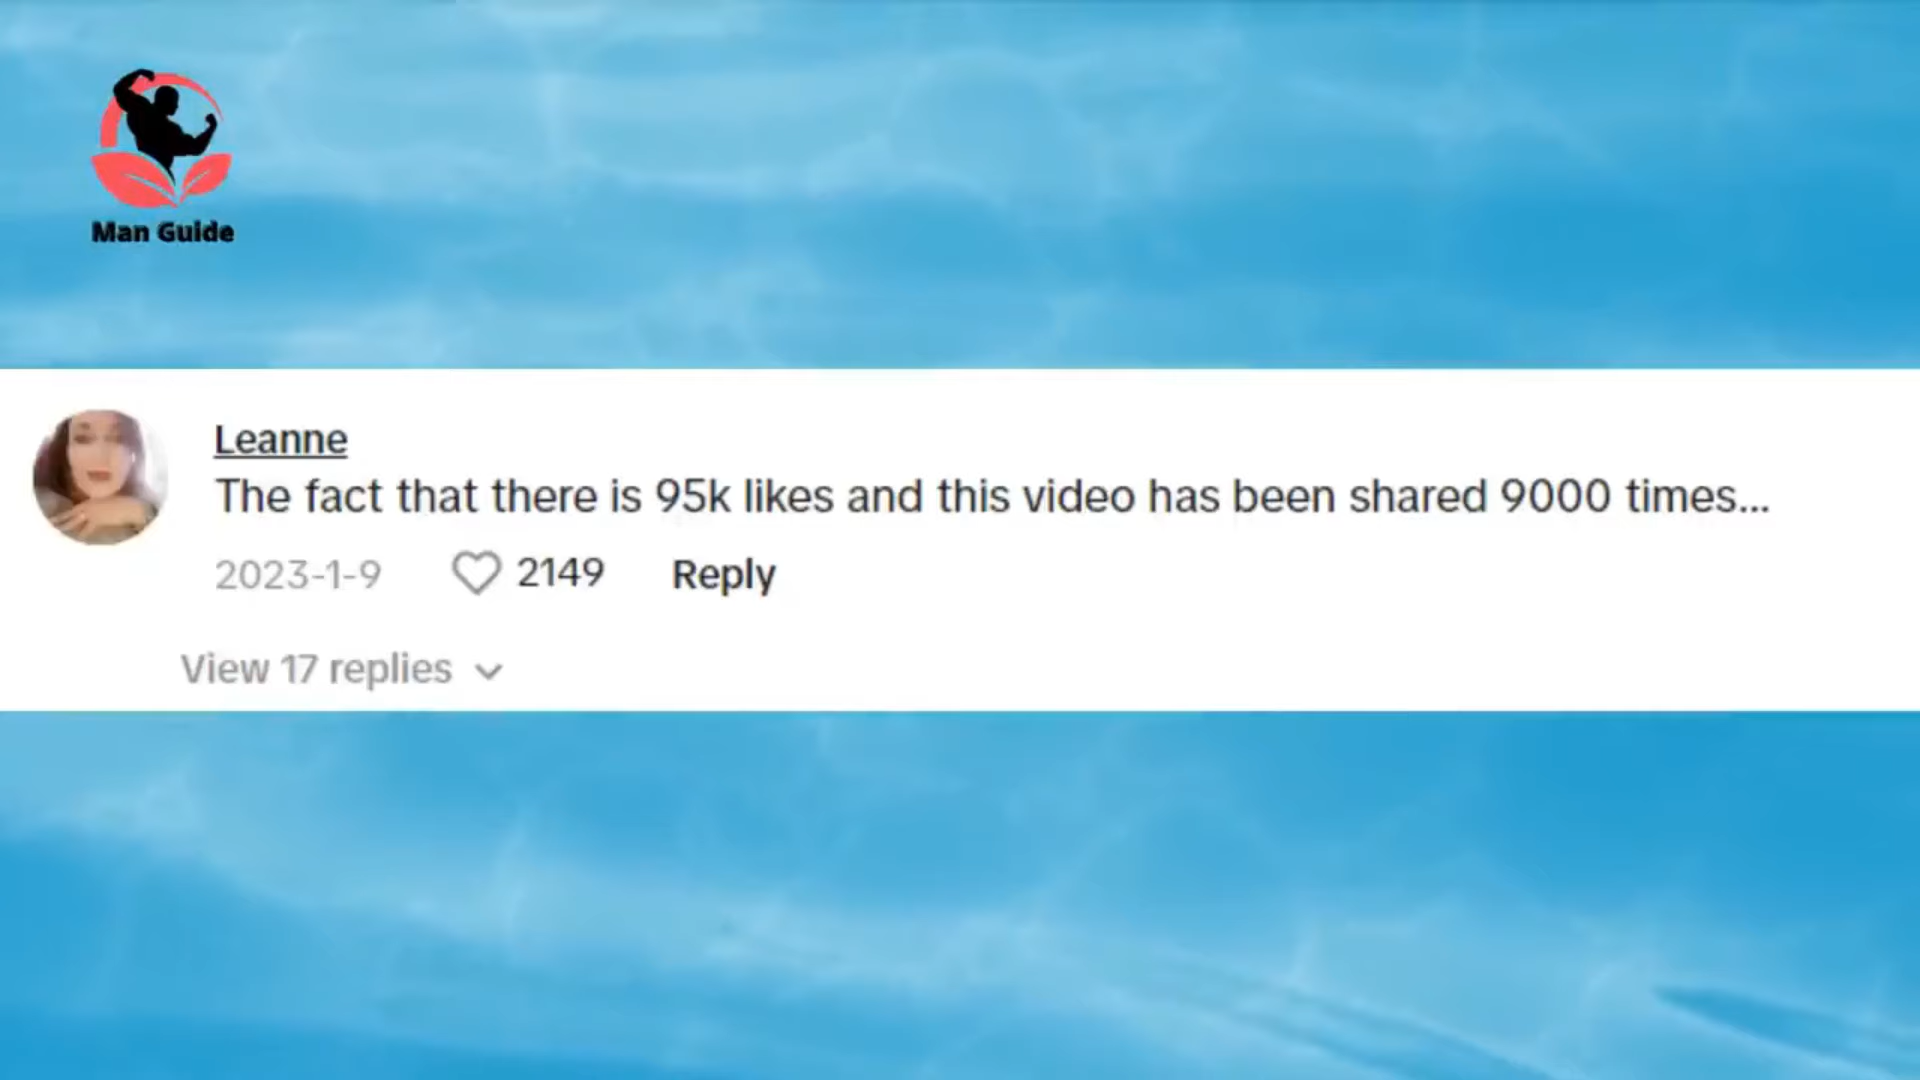 Man Guide
Leanne
The fact that there is 95k likes and this video has been shared 9000 times...
2023-1-9 2149 Reply
View 17 replies